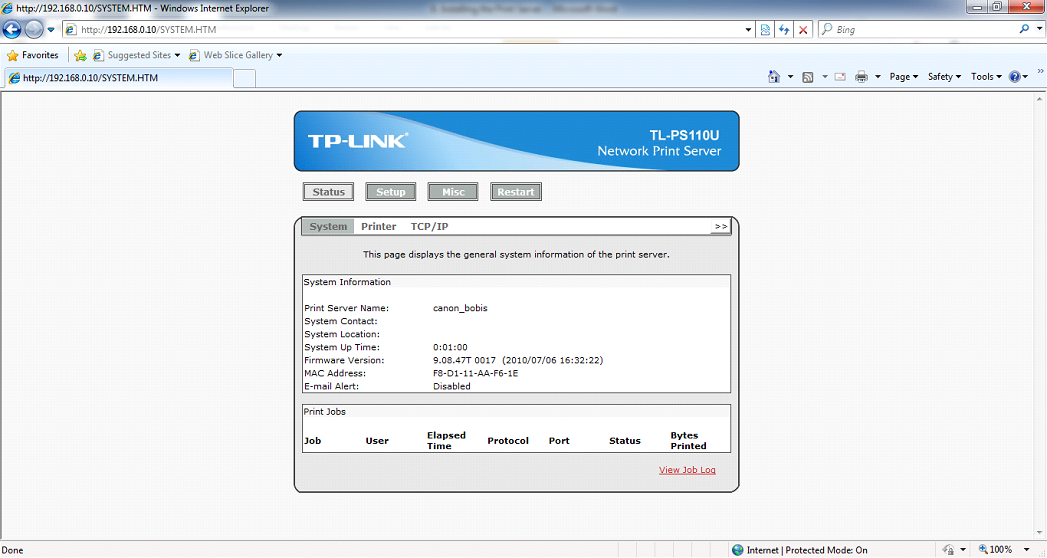 http://192.168.0.10/SYSTEM.HTM - Windows Internet Explorer
http://192.168.0.10/SYSTEM.HTM
Bing
Favorites Suggested Sites Web Slice Gallery
http://192.168.0.10/SYSTEM.HTM
Page Safety Tools
TP-LINK®
TL-PS110U
Network Print Server
Status Setup Misc Restart
System Printer TCP/IP >>
This page displays the general system information of the print server.
System Information
Print Server Name: canon_bobis
System Contact:
System Location:
System Up Time: 0:01:00
Firmware Version: 9.08.47T 0017 (2010/07/06 16:32:22)
MAC Address: F8-D1-11-AA-F6-1E
E-mail Alert: Disabled
Print Jobs
Job User Elapsed Time Protocol Port Status Bytes Printed
View Job Log
Done Internet | Protected Mode: On 100%